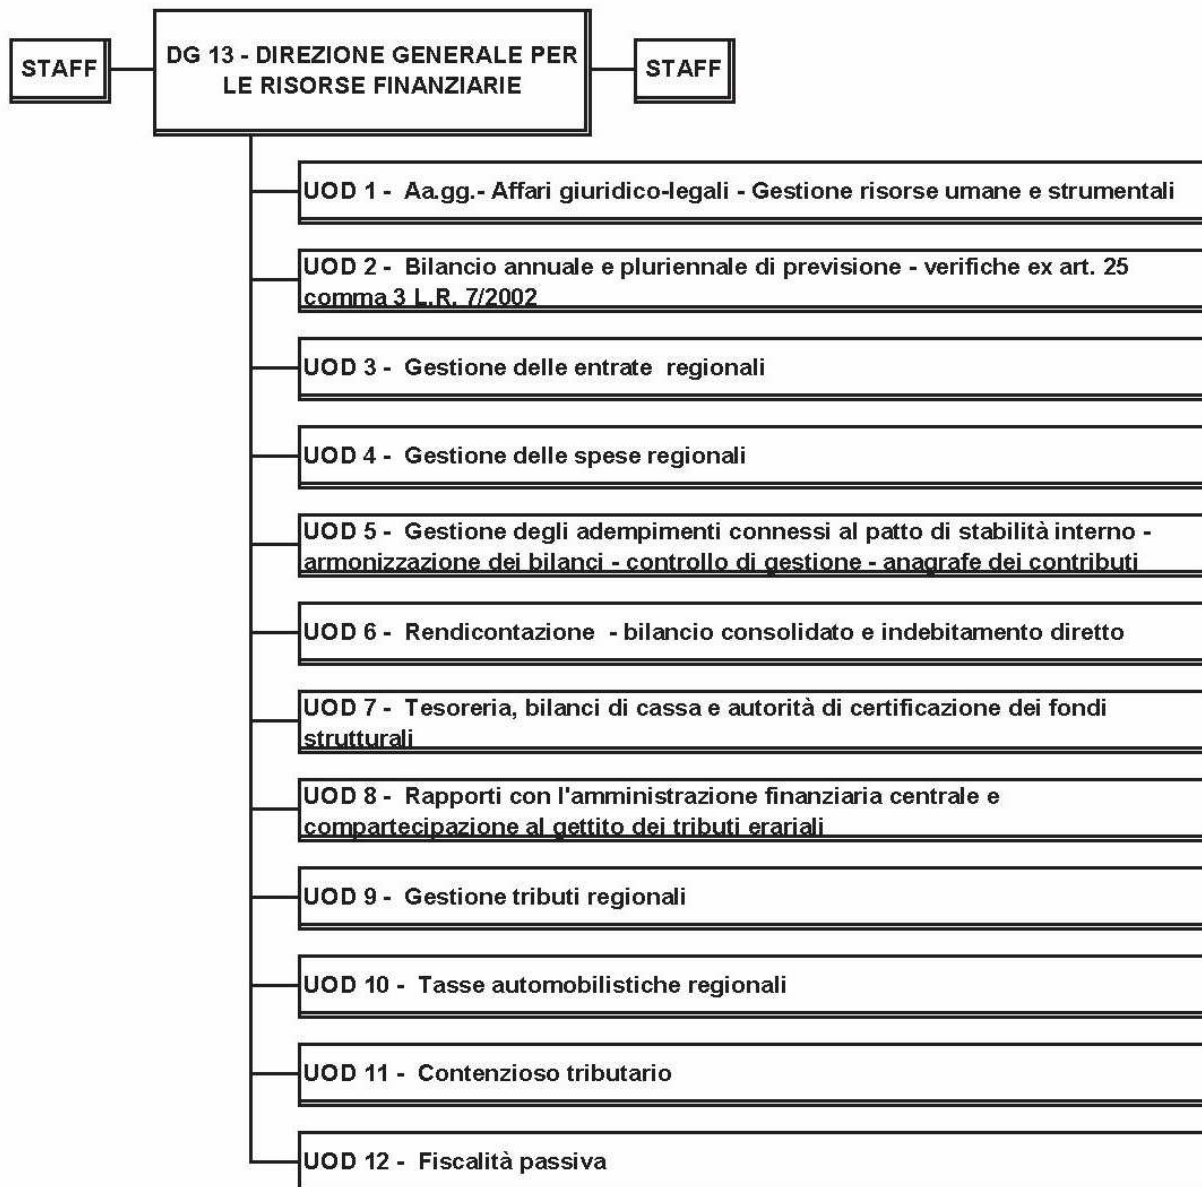 STAFF
DG 13 - DIREZIONE GENERALE PER
LE RISORSE FINANZIARIE
STAFF
UOD 1 - Aa.gg.- Affari giuridico-legali - Gestione risorse umane e strumentali
UOD 2 - Bilancio annuale e pluriennale di previsione - verifiche ex art. 25
comma 3 L.R. 7/2002
UOD 3 - Gestione delle entrate regionali
UOD 4 - Gestione delle spese regionali
UOD 5 - Gestione degli adempimenti connessi al patto di stabilità interno -
armonizzazione dei bilanci - controllo di gestione - anagrafe dei contributi
UOD 6 - Rendicontazione - bilancio consolidato e indebitamento diretto
UOD 7 - Tesoreria, bilanci di cassa e autorità di certificazione dei fondi
strutturali
UOD 8 - Rapporti con l'amministrazione finanziaria centrale e
compartecipazione al gettito dei tributi erariali
UOD 9 - Gestione tributi regionali
UOD 10 - Tasse automobilistiche regionali
UOD 11 - Contenzioso tributario
UOD 12 - Fiscalità passiva